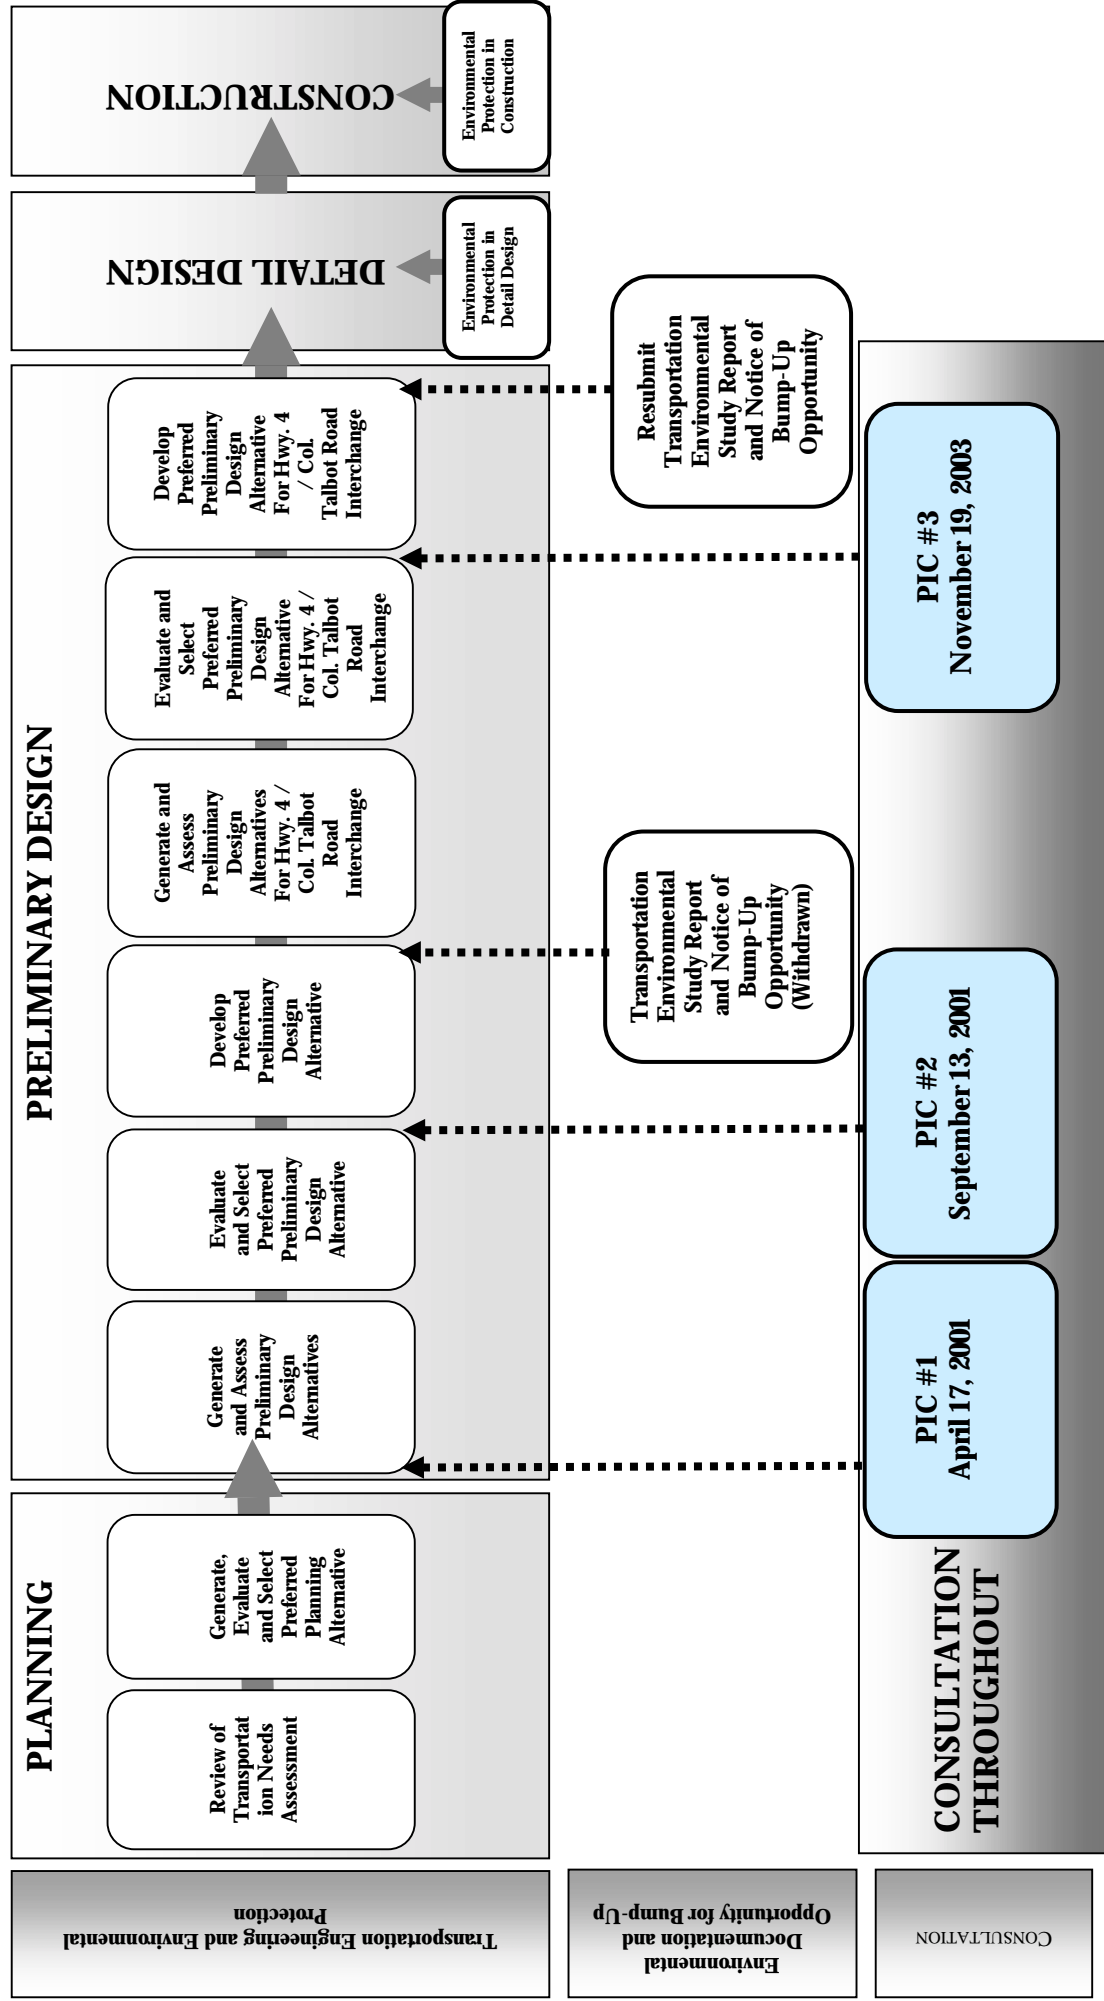 Transportation Engineering and Environmental
Protection
PLANNING
Review of
Transportat
ion Needs
Assessment
Generate,
Evaluate
and Select
Preferred
Planning
Alternative
PRELIMINARY DESIGN
Generate
and Assess
Preliminary
Design
Alternatives
Evaluate
and Select
Preferred
Preliminary
Design
Alternative
Develop
Preferred
Preliminary
Design
Alternative
Generate and
Assess
Preliminary
Design
Alternatives
For Hwy. 4 /
Col. Talbot
Road
Interchange
Evaluate and
Select
Preferred
Preliminary
Design
Alternative
For Hwy. 4 /
Col. Talbot
Road
Interchange
Develop
Preferred
Preliminary
Design
Alternative
For Hwy. 4
/ Col.
Talbot Road
Interchange
DETAIL DESIGN
Environmental
Protection in
Detail Design
CONSTRUCTION
Environmental
Protection in
Construction
Environmental
Documentation and
Opportunity for Bump-Up
Transportation
Environmental
Study Report
and Notice of
Bump-Up
Opportunity
(Withdrawn)
Resubmit
Transportation
Environmental
Study Report
and Notice of
Bump-Up
Opportunity
CONSULTATION
CONSULTATION
THROUGHOUT
PIC #1
April 17, 2001
PIC #2
September 13, 2001
PIC #3
November 19, 2003